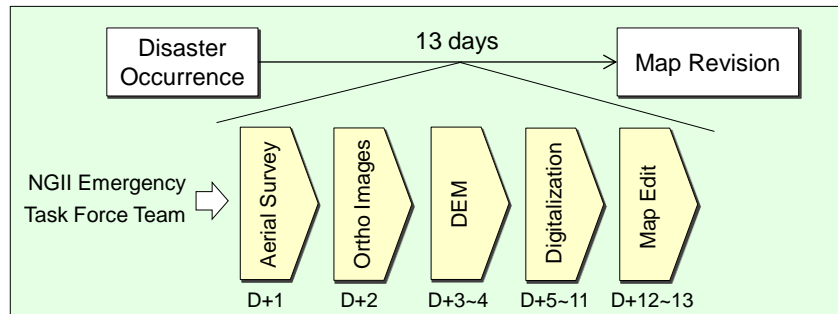 Disaster
Occurrence
13 days
Map Revision
NGII Emergency
Task Force Team
Aerial Survey
Ortho Images
DEM
Digitalization
Map Edit
D+1
D+2
D+3~4
D+5~11
D+12~13